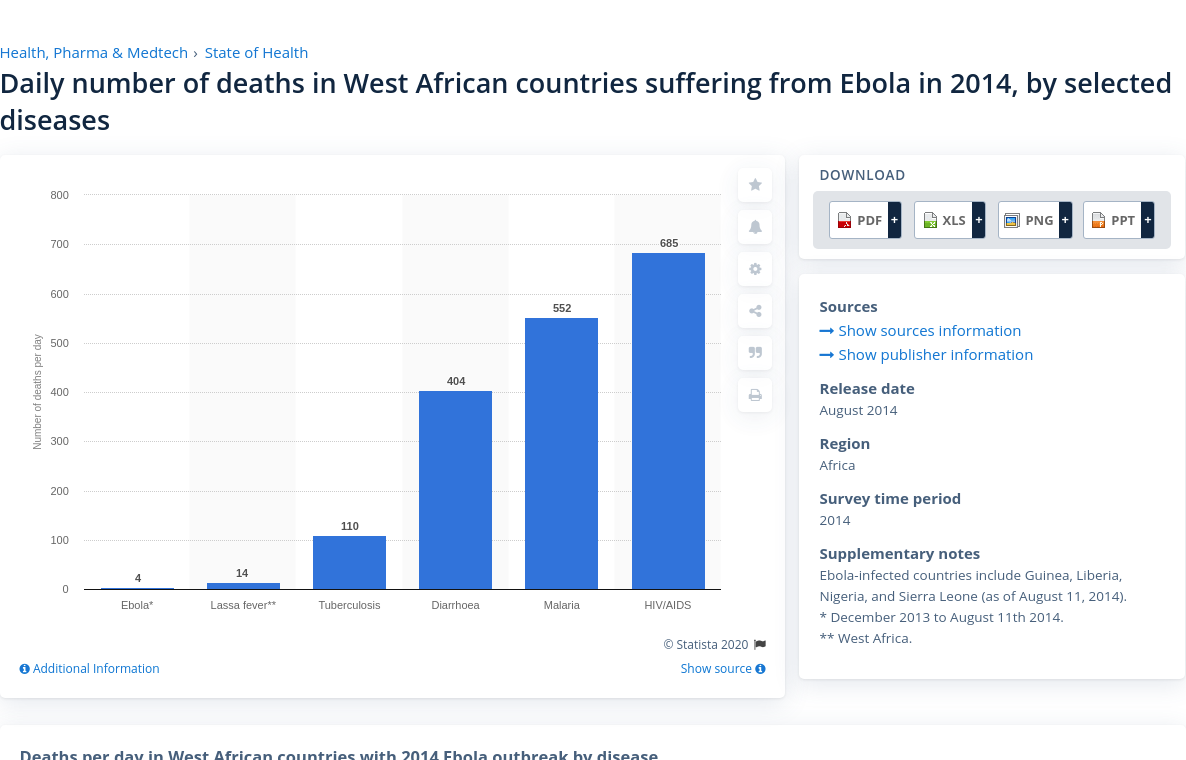 Health, Pharma & Medtech › State of Health
Daily number of deaths in West African countries suffering from Ebola in 2014, by selected
diseases
800
700
600
500
400
300
200
100
0
Number of deaths per day
4
14
110
404
552
685
Ebola*
Lassa fever**
Tuberculosis
Diarrhoea
Malaria
HIV/AIDS
© Statista 2020
Additional Information
Show source
DOWNLOAD
PDF +
XLS +
PNG +
PPT +
Sources
Show sources information
Show publisher information
Release date
August 2014
Region
Africa
Survey time period
2014
Supplementary notes
Ebola-infected countries include Guinea, Liberia,
Nigeria, and Sierra Leone (as of August 11, 2014).
* December 2013 to August 11th 2014.
** West Africa.
Deaths per day in West African countries with 2014 Ebola outbreak by disease